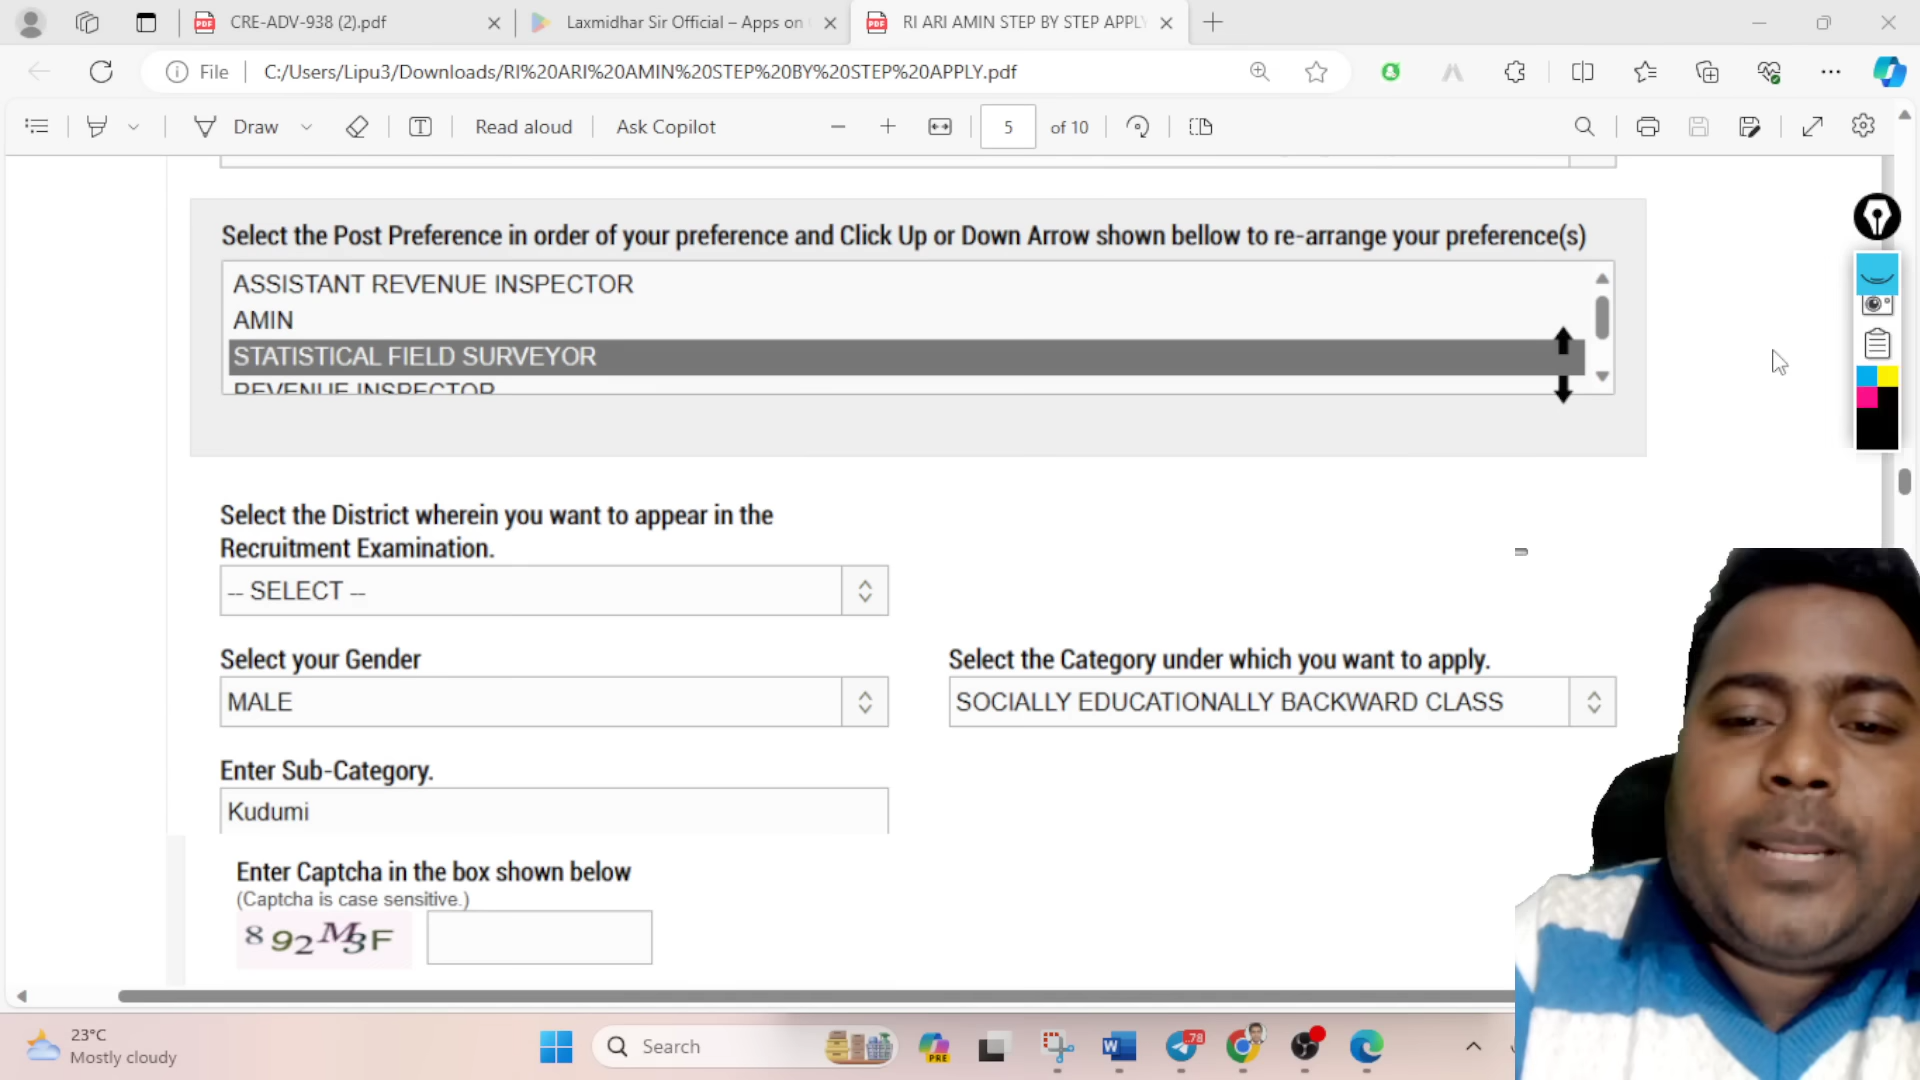 CRE-ADV-938 (2).pdf
Laxmidhar Sir Official – Apps on
RI ARI AMIN STEP BY STEP APPLY
File
C:/Users/Lipu3/Downloads/RI%20ARI%20AMIN%20STEP%20BY%20STEP%20APPLY.pdf
Draw
Read aloud
Ask Copilot
5
of 10
Select the Post Preference in order of your preference and Click Up or Down Arrow shown bellow to re-arrange your preference(s)
ASSISTANT REVENUE INSPECTOR
AMIN
STATISTICAL FIELD SURVEYOR
REVENUE INSPECTOR
Select the District wherein you want to appear in the
Recruitment Examination.
-- SELECT --
Select your Gender
Select the Category under which you want to apply.
MALE
SOCIALLY EDUCATIONALLY BACKWARD CLASS
Enter Sub-Category.
Kudumi
Enter Captcha in the box shown below
(Captcha is case sensitive.)
892M3F
23°C
Mostly cloudy
Search
PRE
78